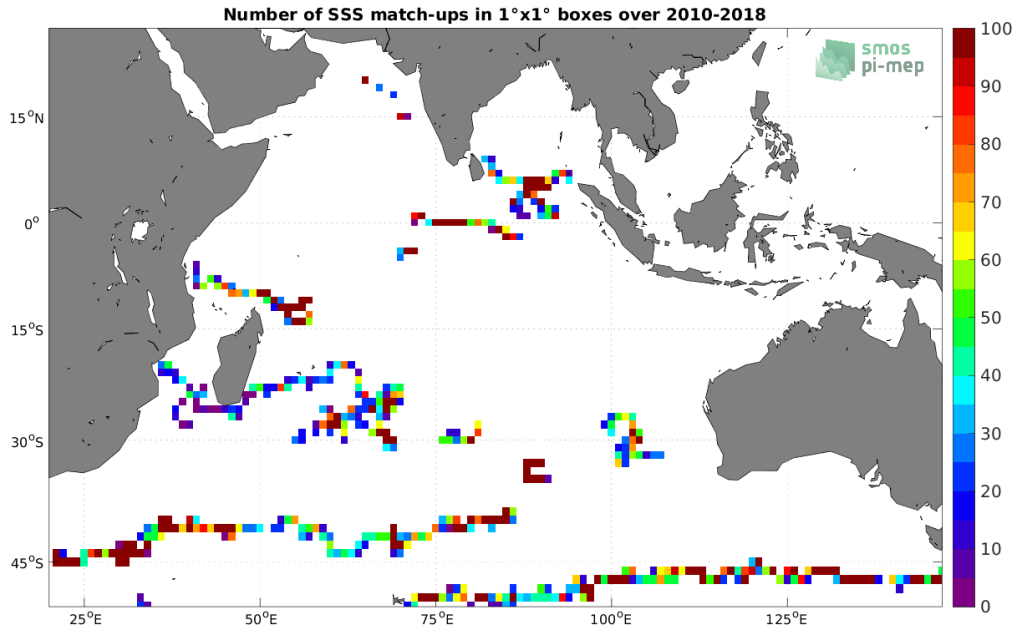 Number of SSS match-ups in 1°x1° boxes over 2010-2018
smos
pi-mep
15°N
0°
15°S
30°S
45°S
25°E
50°E
75°E
100°E
125°E
100
90
80
70
60
50
40
30
20
10
0